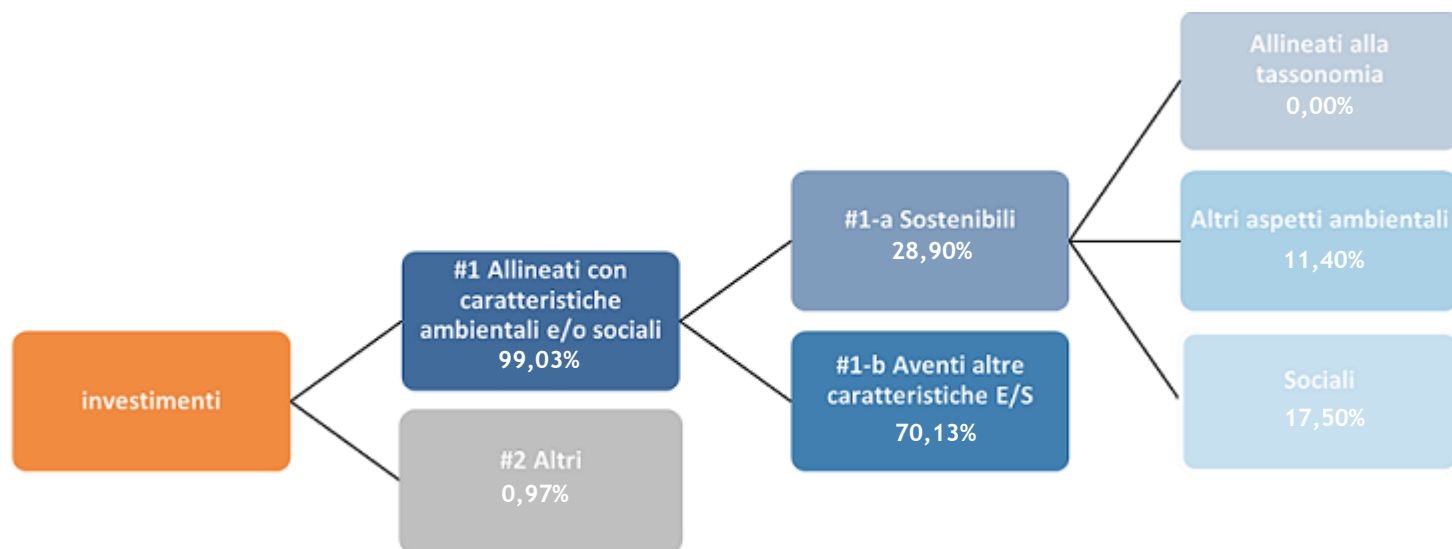 investimenti
#1 Allineati con
caratteristiche
ambientali e/o sociali
99,03%
#2 Altri
0,97%
#1-a Sostenibili
28,90%
#1-b Aventi altre
caratteristiche E/S
70,13%
Allineati alla
tassonomia
0,00%
Altri aspetti ambientali
11,40%
Sociali
17,50%